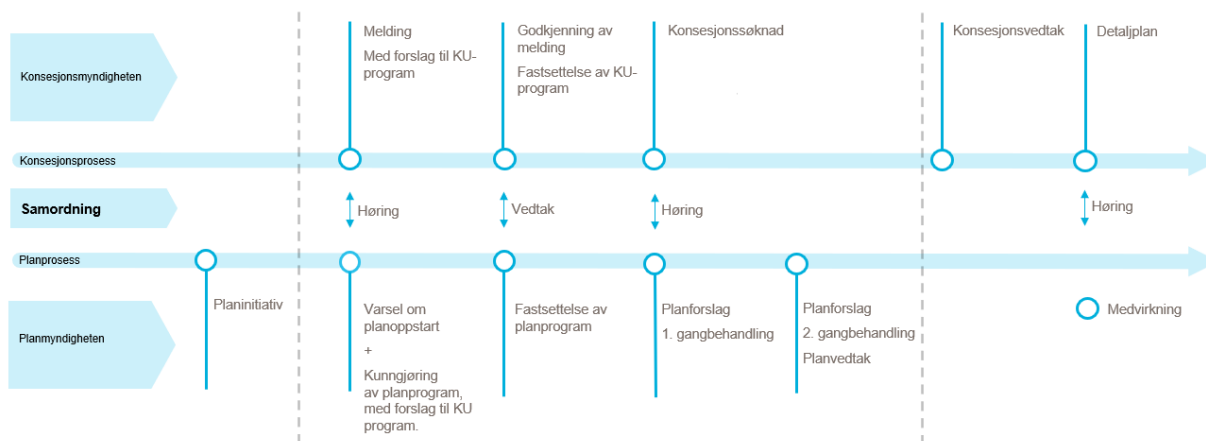 Konsesjonsmyndigheten
Melding
Med forslag til KU-
program
Godkjenning av
melding
Fastsettelse av KU-
program
Konsesjonssøknad
Konsesjonsvedtak
Detaljplan
Konsesjonsprosess
Samordning
Høring
Vedtak
Høring
Høring
Planprosess
Planmyndigheten
Planinitiativ
Varsel om
planoppstart
+
Kunngjøring
av planprogram,
med forslag til KU
program.
Fastsettelse av
planprogram
Planforslag
1. gangbehandling
Planforslag
2. gangbehandling
Planvedtak
Medvirkning